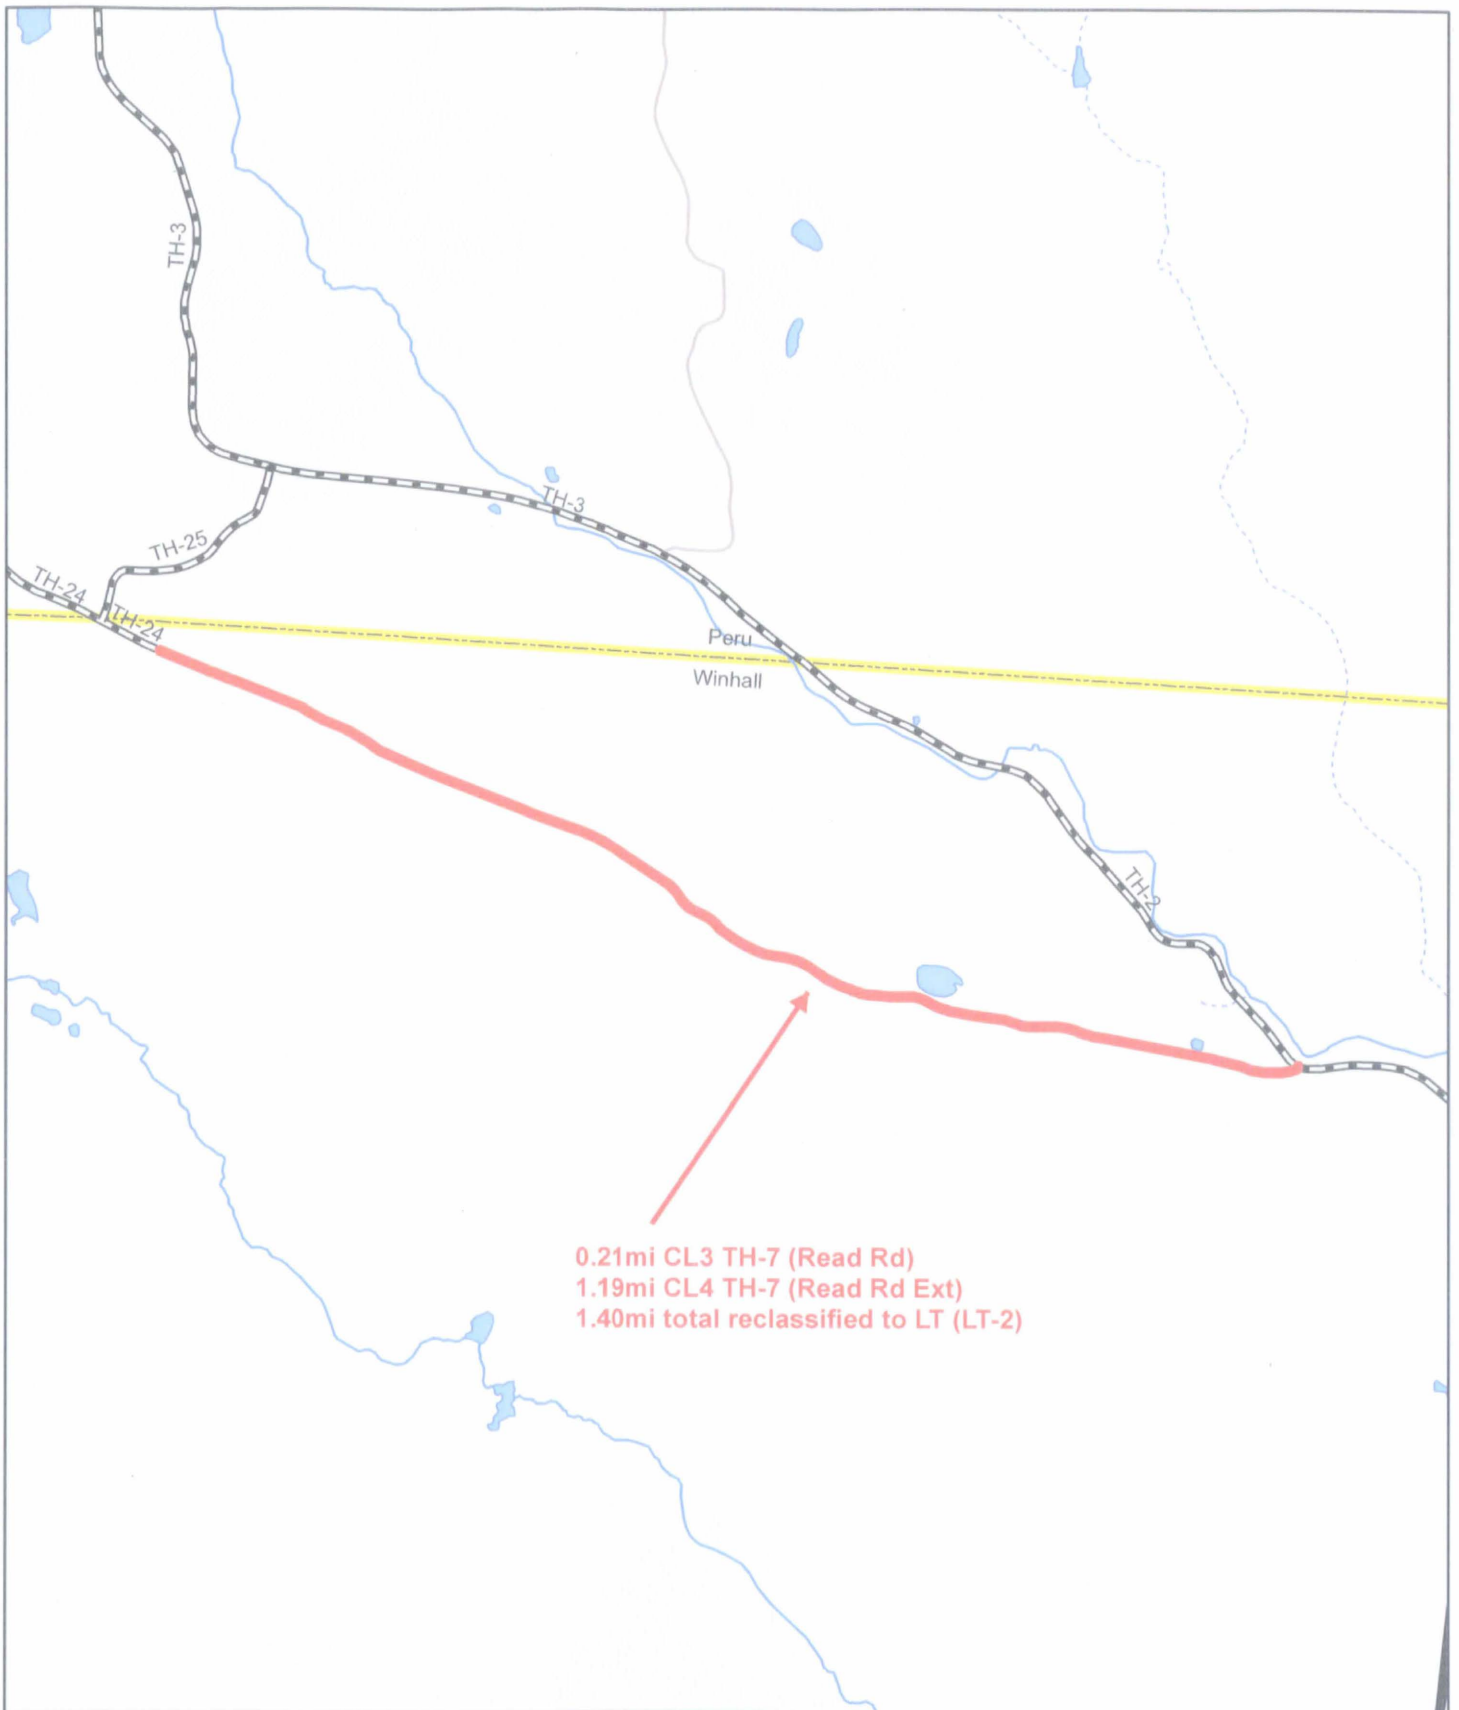 TH-3
TH-3
TH-25
TH-24
TH-24
Peru
Winhall
TH-2
0.21mi CL3 TH-7 (Read Rd)
1.19mi CL4 TH-7 (Read Rd Ext)
1.40mi total reclassified to LT (LT-2)